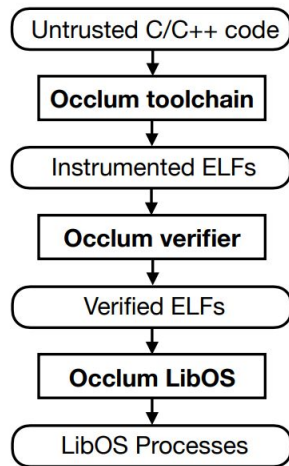 Untrusted C/C++ code
Occlum toolchain
Instrumented ELFs
Occlum verifier
Verified ELFs
Occlum LibOS
LibOS Processes